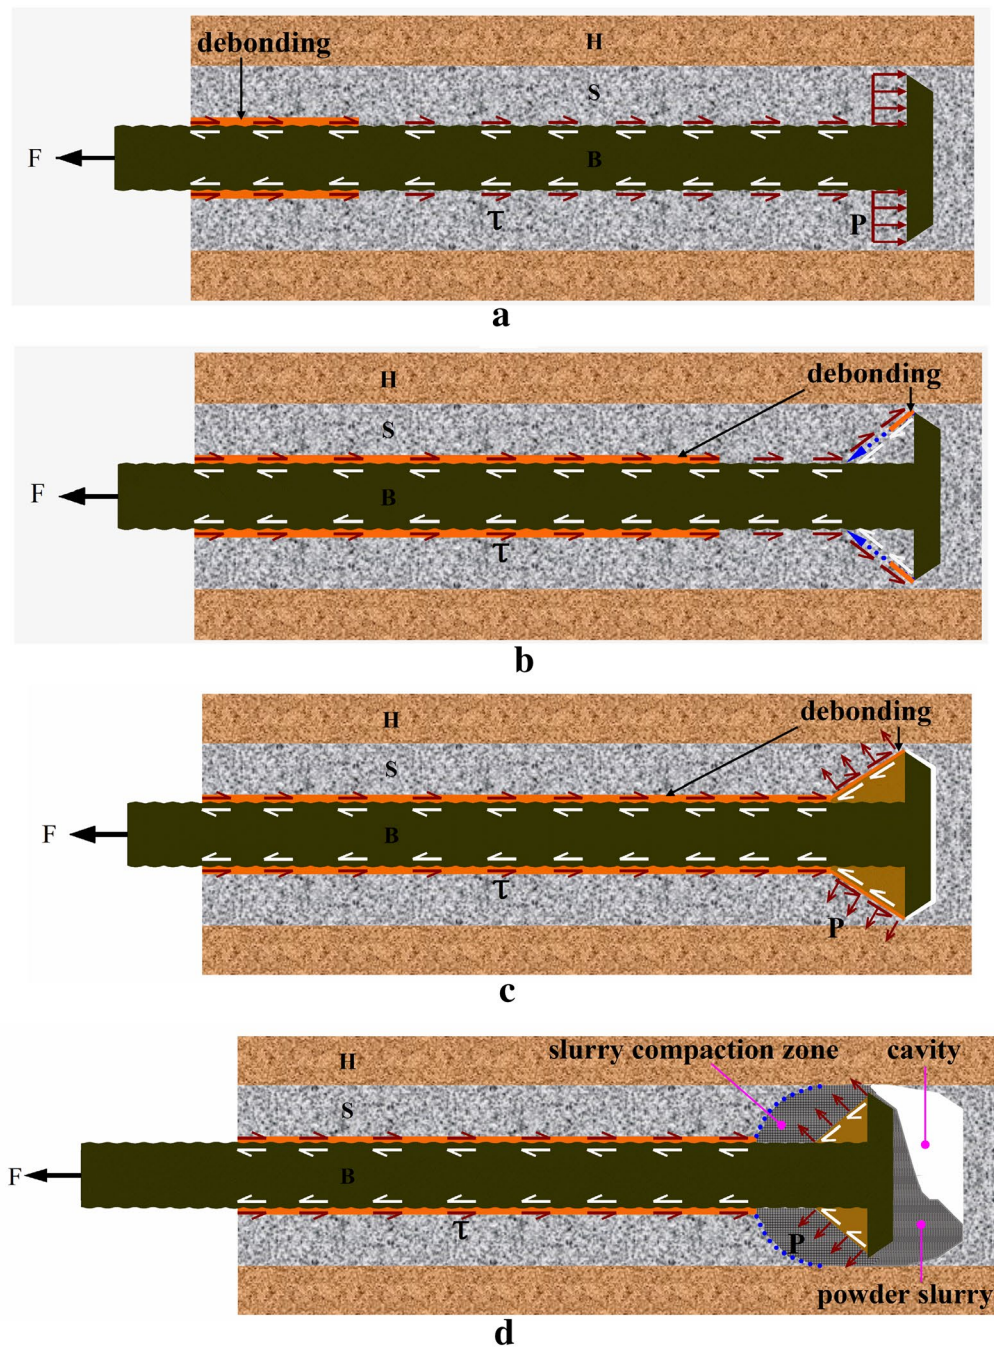 debonding
H
S
F
B
τ
P
a
H
debonding
S
F
B
τ
b
H
debonding
S
F
B
τ
P
c
slurry compaction zone
cavity
H
S
F
B
τ
P
powder slurry
d